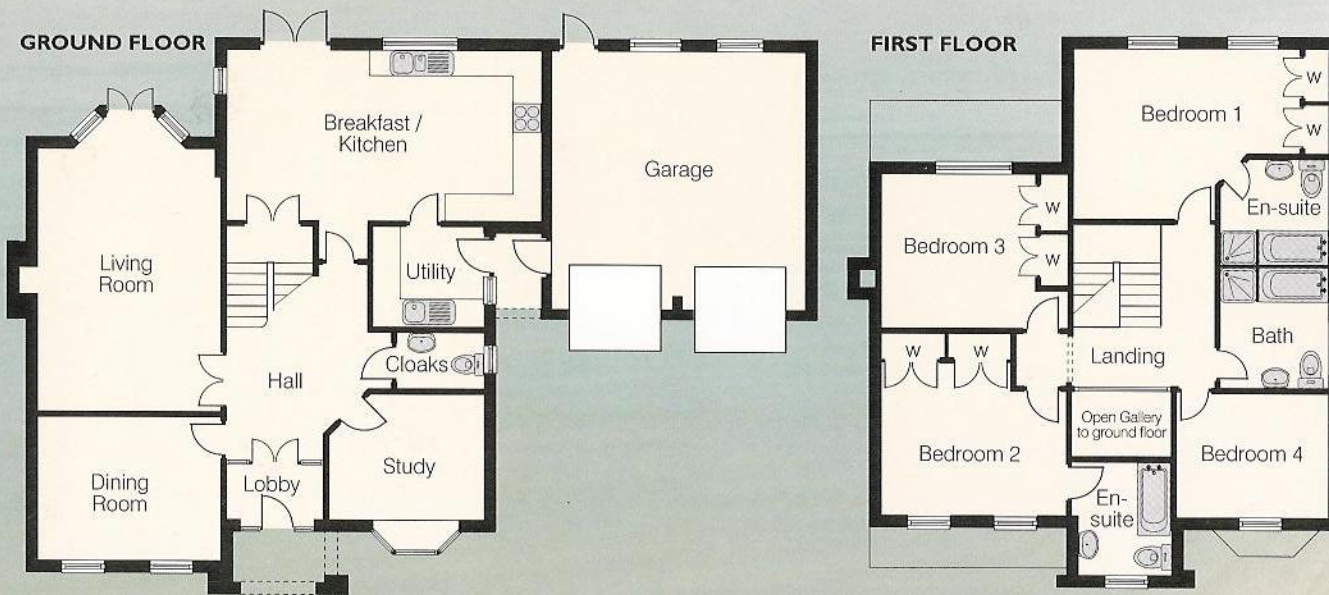 GROUND FLOOR
Breakfast /
Kitchen
Garage
Living
Room
Utility
Cloaks
Hall
Study
Lobby
Dining
Room
FIRST FLOOR
Bedroom 1
W
W
En-suite
Bedroom 3
W
W
Bath
Landing
W
W
Open Gallery
to ground floor
Bedroom 2
Bedroom 4
En-
suite